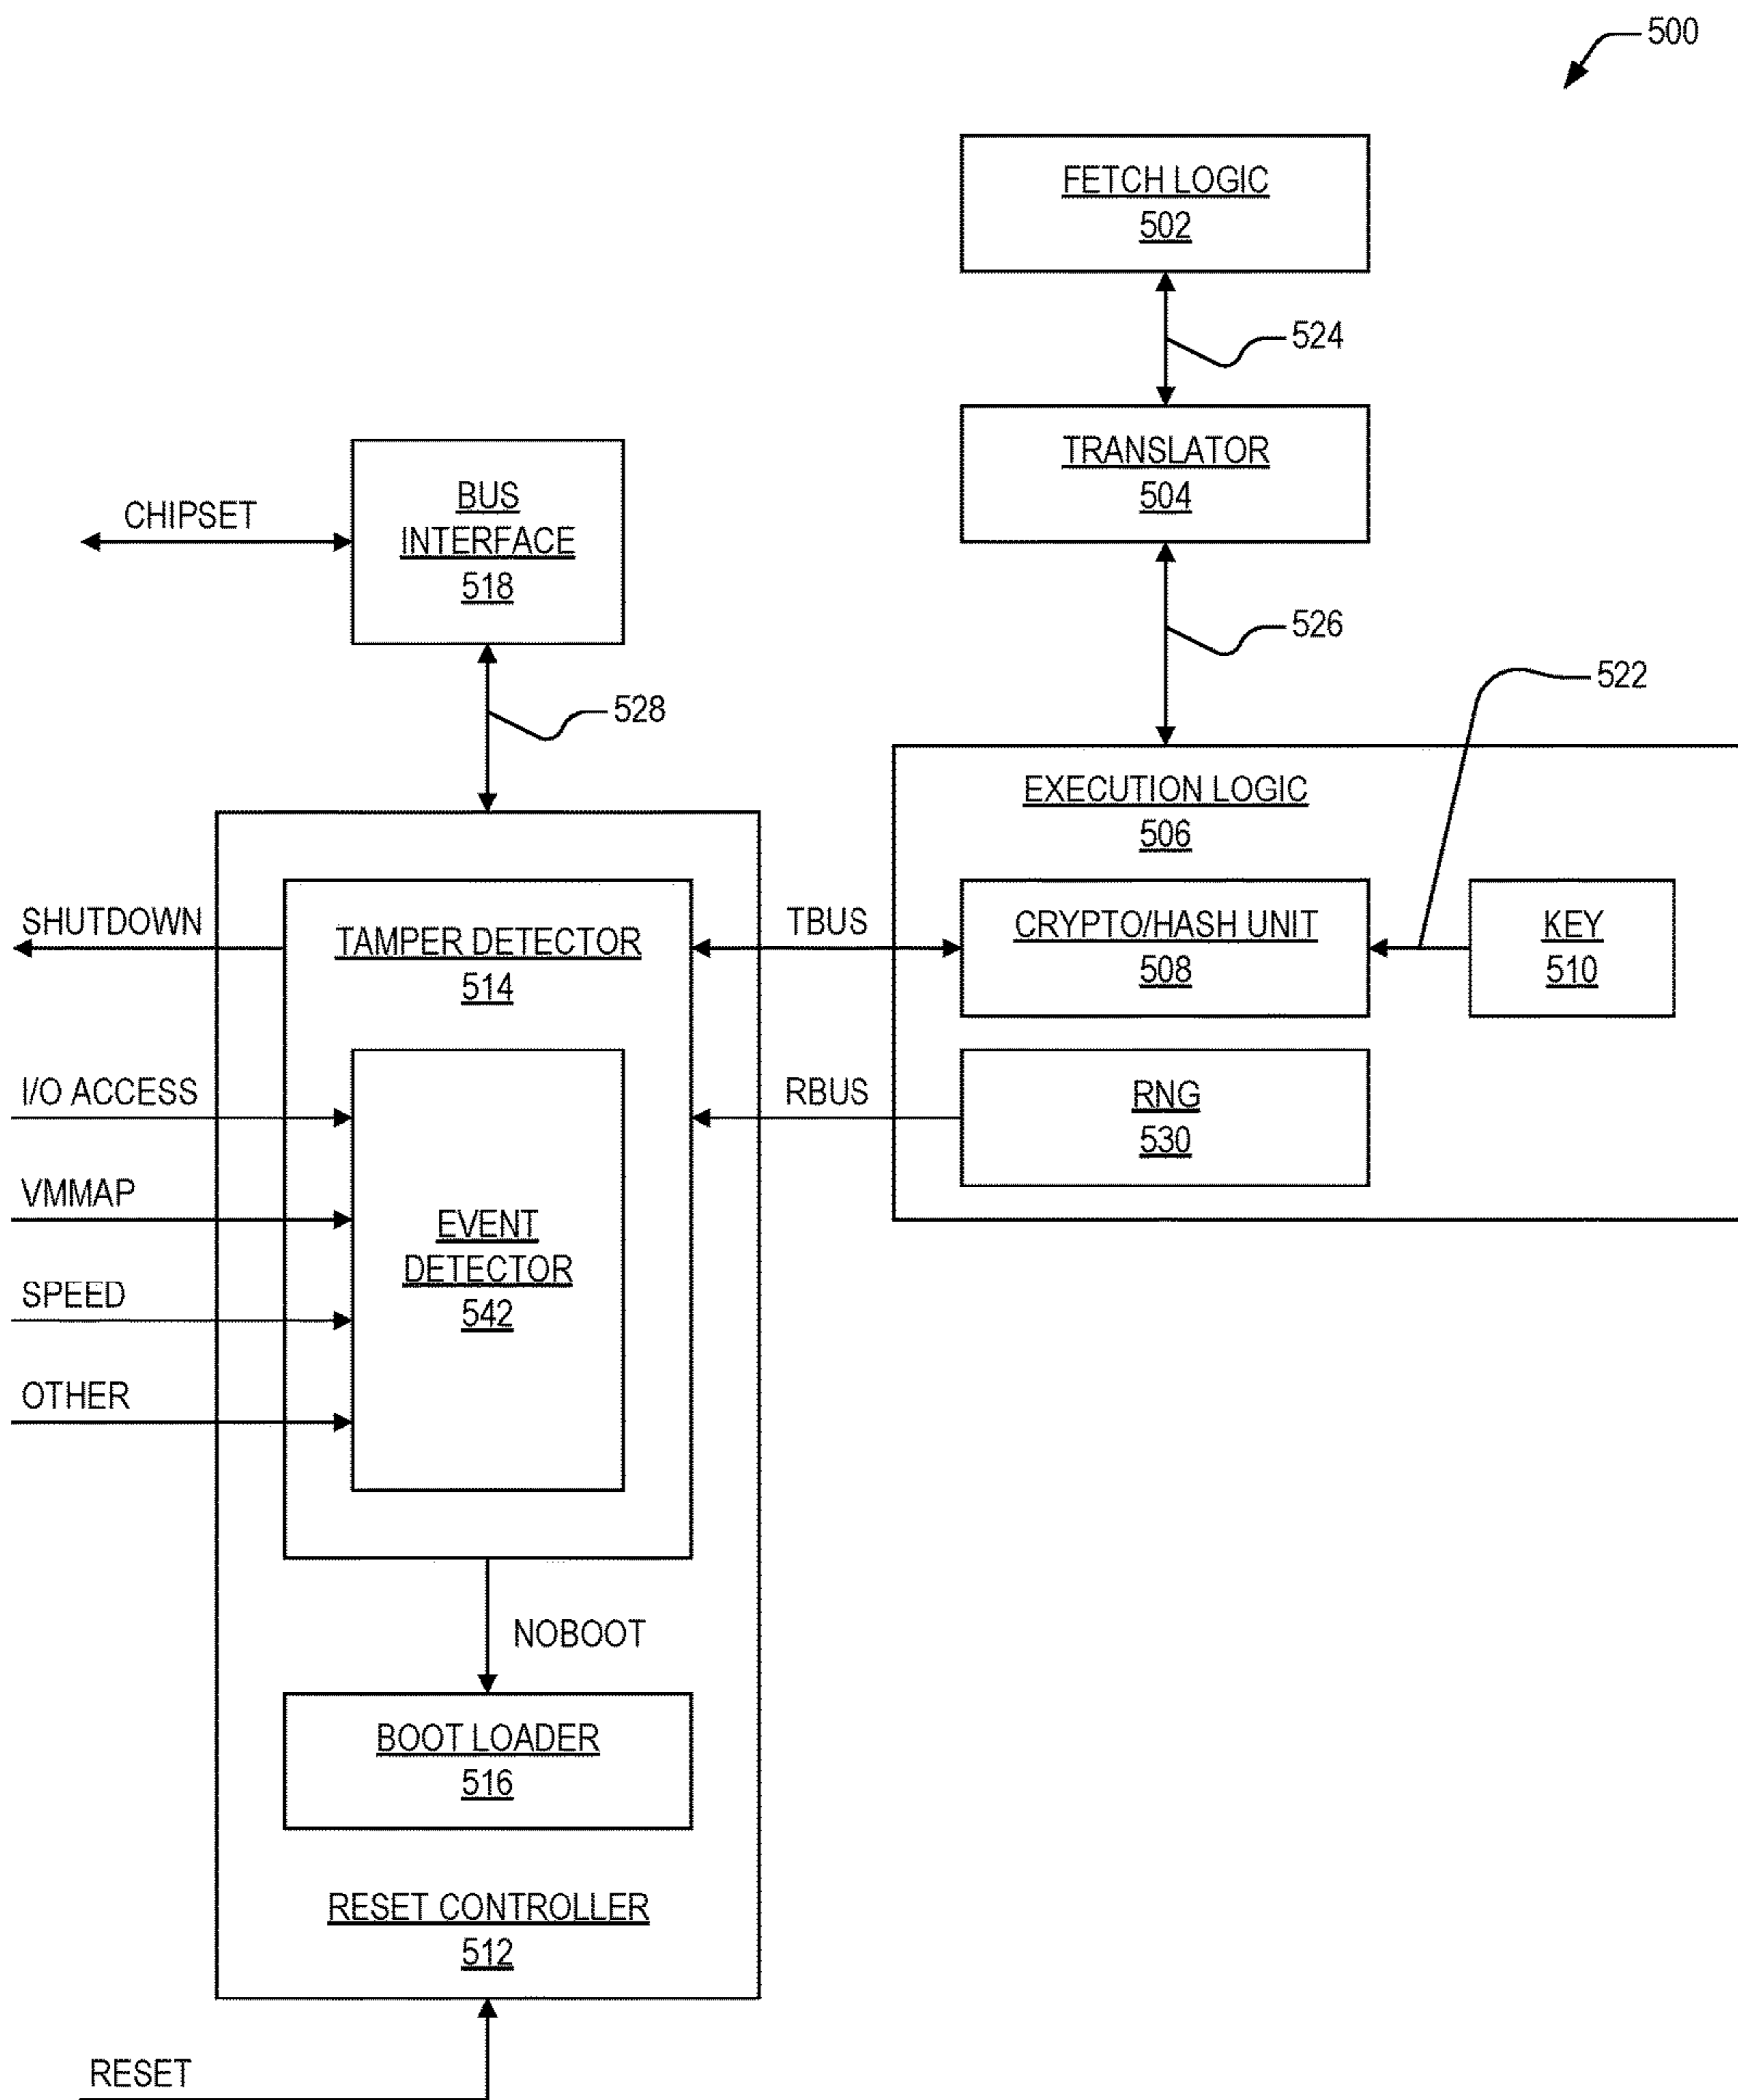 500
FETCH LOGIC
502
524
TRANSLATOR
504
BUS
INTERFACE
518
CHIPSET
526
522
528
EXECUTION LOGIC
506
SHUTDOWN
TAMPER DETECTOR
514
TBUS
CRYPTO/HASH UNIT
508
KEY
510
I/O ACCESS
RBUS
RNG
530
VMMAP
EVENT
DETECTOR
542
SPEED
OTHER
NOBOOT
BOOT LOADER
516
RESET CONTROLLER
512
RESET